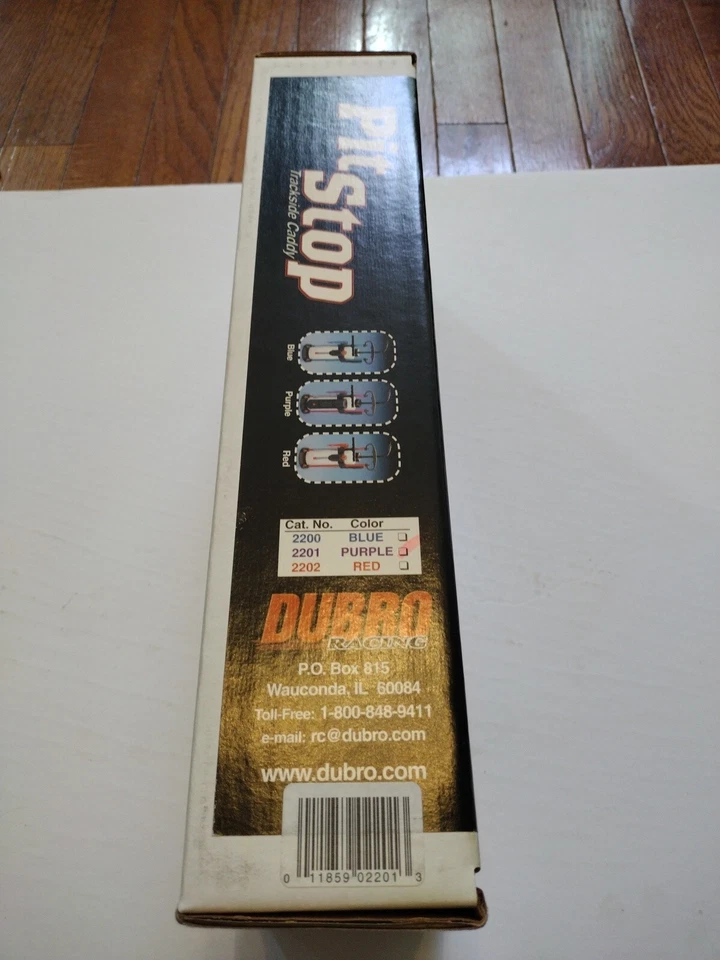 PitStop
Trackside Caddy
Blue
Purple
Red
Cat. No. Color
2200 BLUE
2201 PURPLE
2202 RED
DUBRO
RACING
P.O. Box 815
Wauconda, IL 60084
Toll-Free: 1-800-848-9411
e-mail: rc@dubro.com
www.dubro.com
0 11859 02201 3